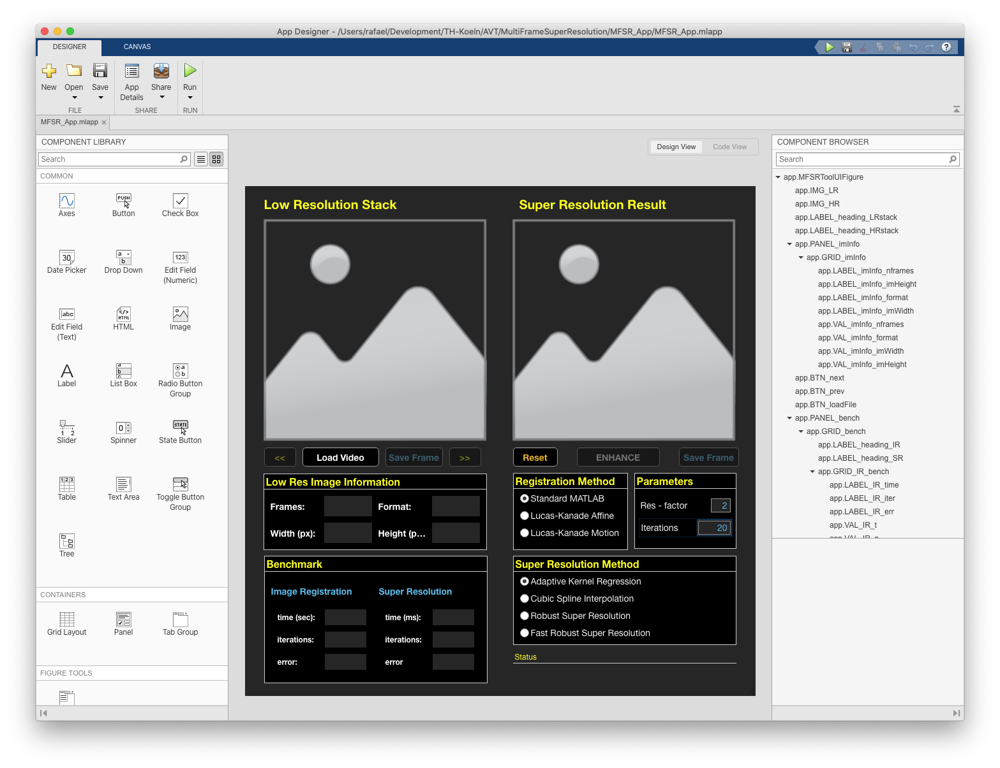 App Designer - /Users/rafael/Development/TH-Koeln/AVT/MultiFrameSuperResolution/MFSR_App/MFSR_App.mlapp
DESIGNER
CANVAS
?
New
Open
Save
App
Details
Share
Run
FILE
SHARE
RUN
MFSR_App.mlapp
COMPONENT LIBRARY
Search
COMMON
Axes
PUSH
Button
Check Box
30
Date Picker
a
b
Drop Down
123
Edit Field
(Numeric)
abc
Edit Field
(Text)
</>
HTML
HTML
Image
A
Label
a
b
c
List Box
a
b
Radio Button
Group
1 2
Slider
0
Spinner
STATE
State Button
1 2 3
Table
Text Area
Toggle Button
Group
Tree
CONTAINERS
Grid Layout
Panel
Tab Group
FIGURE TOOLS
Design View
Code View
Low Resolution Stack
Super Resolution Result
<<
Load Video
Save Frame
>>
Reset
ENHANCE
Save Frame
Low Res Image Information
Frames:
Format:
Width (px):
Height (p...
Registration Method
Standard MATLAB
Lucas-Kanade Affine
Lucas-Kanade Motion
Parameters
Res - factor 2
Iterations 20
Benchmark
Image Registration
Super Resolution
time (sec):
time (ms):
iterations:
iterations:
error:
error
Super Resolution Method
Adaptive Kernel Regression
Cubic Spline Interpolation
Robust Super Resolution
Fast Robust Super Resolution
Status
COMPONENT BROWSER
Search
app.MFSRToolUIFigure
app.IMG_LR
app.IMG_HR
app.LABEL_heading_LRstack
app.LABEL_heading_HRstack
app.PANEL_imInfo
app.GRID_imInfo
app.LABEL_imInfo_nframes
app.LABEL_imInfo_imHeight
app.LABEL_imInfo_format
app.LABEL_imInfo_imWidth
app.VAL_imInfo_nframes
app.VAL_imInfo_format
app.VAL_imInfo_imWidth
app.VAL_imInfo_imHeight
app.BTN_next
app.BTN_prev
app.BTN_loadFile
app.PANEL_bench
app.GRID_bench
app.LABEL_heading_IR
app.LABEL_heading_SR
app.GRID_IR_bench
app.LABEL_IR_time
app.LABEL_IR_iter
app.LABEL_IR_err
app.VAL_IR_t